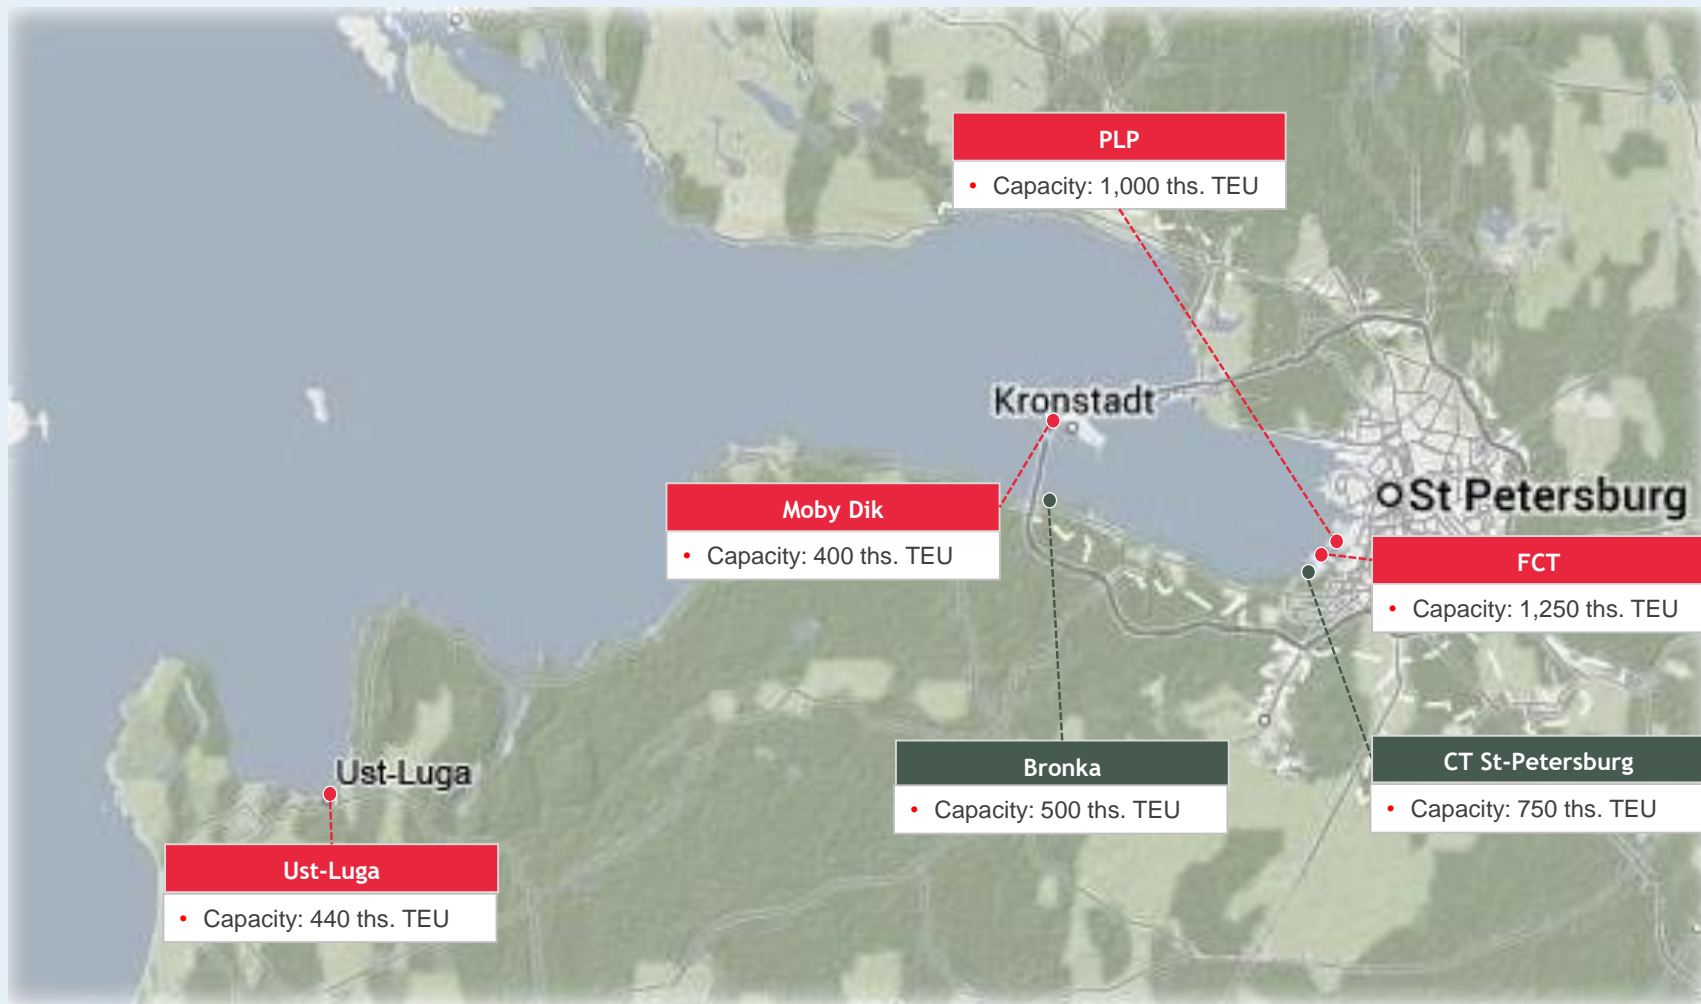 PLP
• Capacity: 1,000 ths. TEU
Kronstadt
Moby Dik
• Capacity: 400 ths. TEU
St Petersburg
FCT
• Capacity: 1,250 ths. TEU
Bronka
• Capacity: 500 ths. TEU
CT St-Petersburg
• Capacity: 750 ths. TEU
Ust-Luga
Ust-Luga
• Capacity: 440 ths. TEU